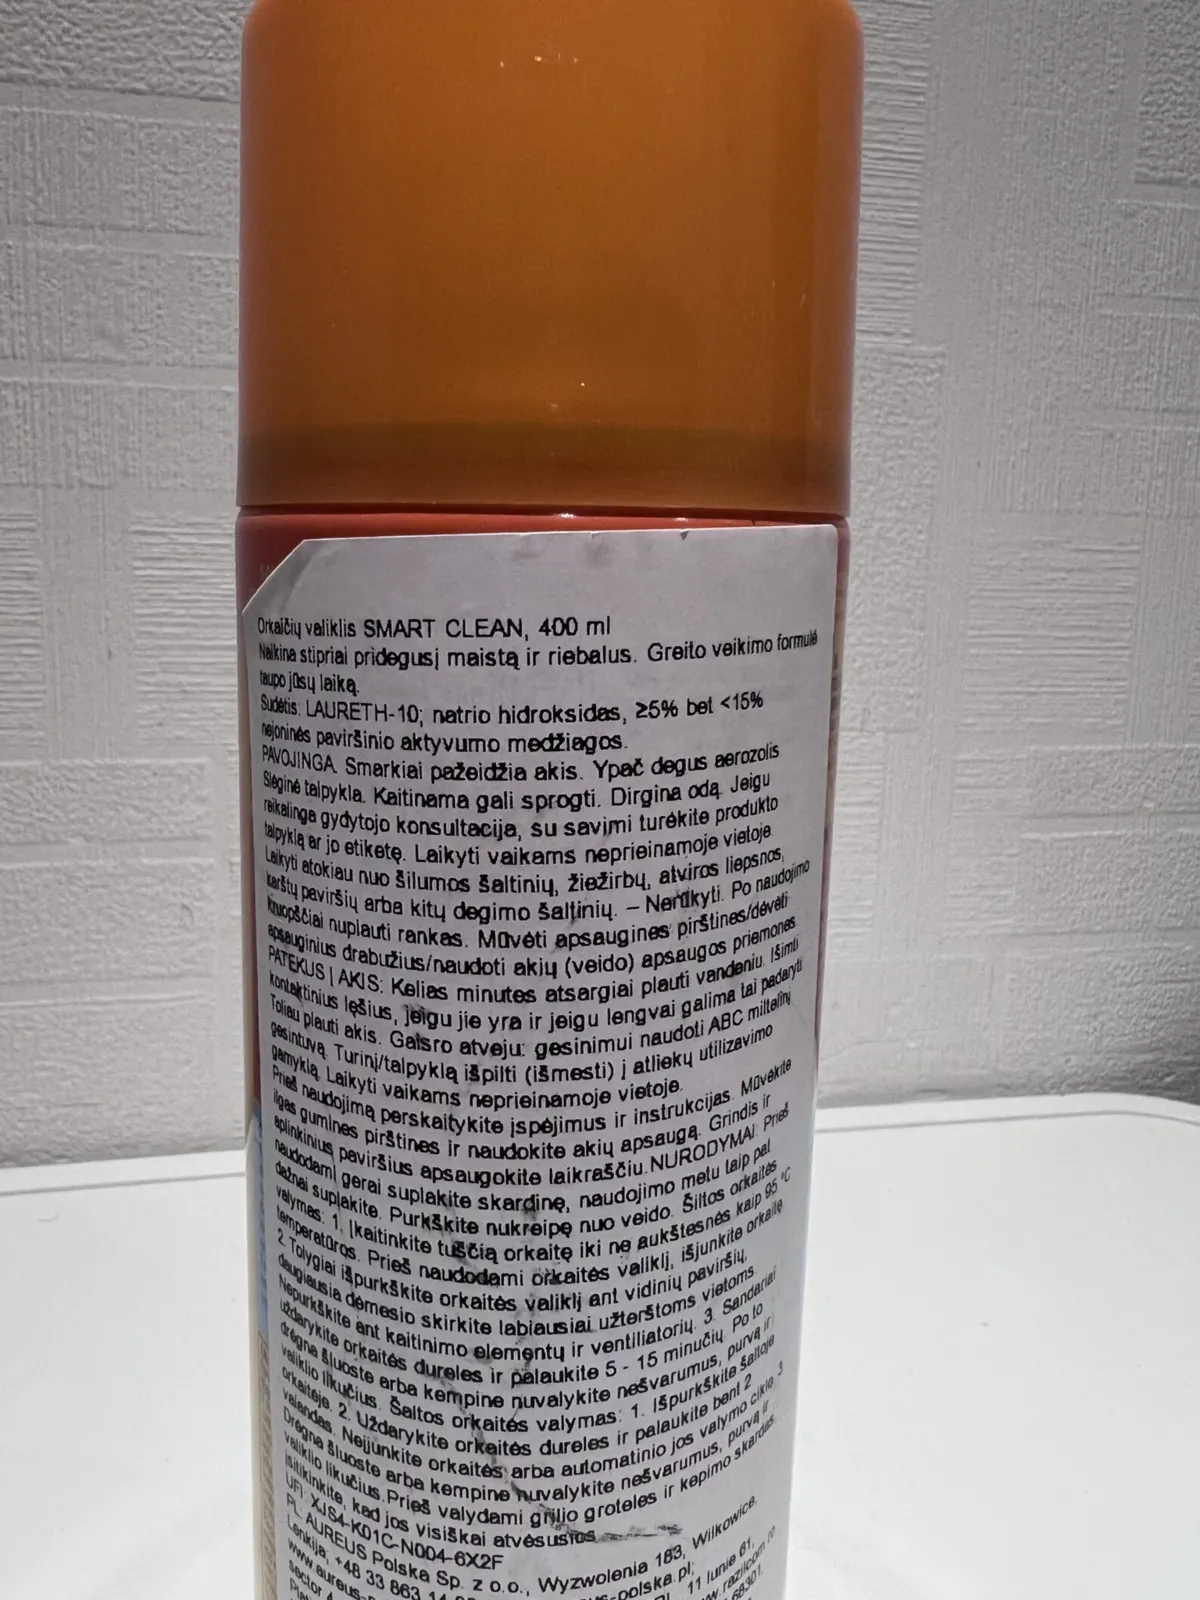 Orkaičių valiklis SMART CLEAN, 400 ml
Naikina stipriai pridegusį maistą ir riebalus. Greito veikimo formulė
taupo jūsų laiką.
Sudėtis: LAURETH-10; natrio hidroksidas, ≥5% bet <15%
nejoninės paviršinio aktyvumo medžiagos.
PAVOJINGA. Smarkiai pažeidžia akis. Ypač degus aerozolis
Slėginė talpykla. Kaitinama gali sprogti. Dirgina odą. Jeigu
reikalinga gydytojo konsultacija, su savimi turėkite produkto
talpyklą ar jo etiketę. Laikyti vaikams neprieinamoje vietoje.
Laikyti atokiau nuo šilumos šaltinių, žiežirbų, atviros liepsnos,
karštų paviršių arba kitų degimo šaltinių. – Nerūkyti. Po naudojimo
kruopščiai nuplauti rankas. Mūvėti apsaugines pirštines/dėvėti
apsauginius drabužius/naudoti akių (veido) apsaugos priemones
PATEKUS Į AKIS: Kelias minutes atsargiai plauti vandeniu. Išimti
kontaktinius lęšius, jeigu jie yra ir jeigu lengvai galima tai padaryti
Toliau plauti akis. Gaisro atveju: gesinimui naudoti ABC miltelinį
gesintuvą. Turinį/talpyklą išpilti (išmesti) į atliekų utilizavimo
gamyklą. Laikyti vaikams neprieinamoje vietoje.
Prieš naudojimą perskaitykite įspėjimus ir instrukcijas. Mūvėkite
ilgas gumines pirštines ir naudokite akių apsaugą. Grindis ir
aplinkinius paviršius apsaugokite laikraščiu. NURODYMAI: Prieš
naudodami gerai suplakite skardinę, naudojimo metu taip pat
dažnai suplakite. Purkškite nukreipę nuo veido. Šiltos orkaitės
valymas: 1. Įkaitinkite tuščią orkaitę iki ne aukštesnės kaip 95 °C
temperatūros. Prieš naudodami orkaitės valiklį, išjunkite orkaitę
2 Tolygiai išpurkškite orkaitės valiklį ant vidinių paviršių,
daugiausia dėmesio skirkite labiausiai užterštoms vietoms.
Nepurkškite ant kaitinimo elementų ir ventiliatorių. 3. Sandariai
uždarykite orkaitės dureles ir palaukite 5 - 15 minučių. Po to
drėgna šluoste arba kempine nuvalykite nešvarumus, purvą ir
valiklio likučius. Šaltos orkaitės valymas: 1. Išpurkškite šaltoje
orkaitėje. 2. Uždarykite orkaitės dureles ir palaukite bent 2
valandas. Neįjunkite orkaitės arba automatinio jos valymo ciklo. 3
Drėgna šluoste arba kempine nuvalykite nešvarumus, purvą ir
valiklio likučius. Prieš valydami grilio groteles ir kepimo skardas
įsitikinkite, kad jos visiškai atvėsusios
UFI: XJS4-K01C-N004-6X2F
PL. AUREUS Polska Sp. z o.o., Wyzwolenia 183, Wilkowice,
Lenkija; +48 33 863 14
11 Iunie 61,
sector